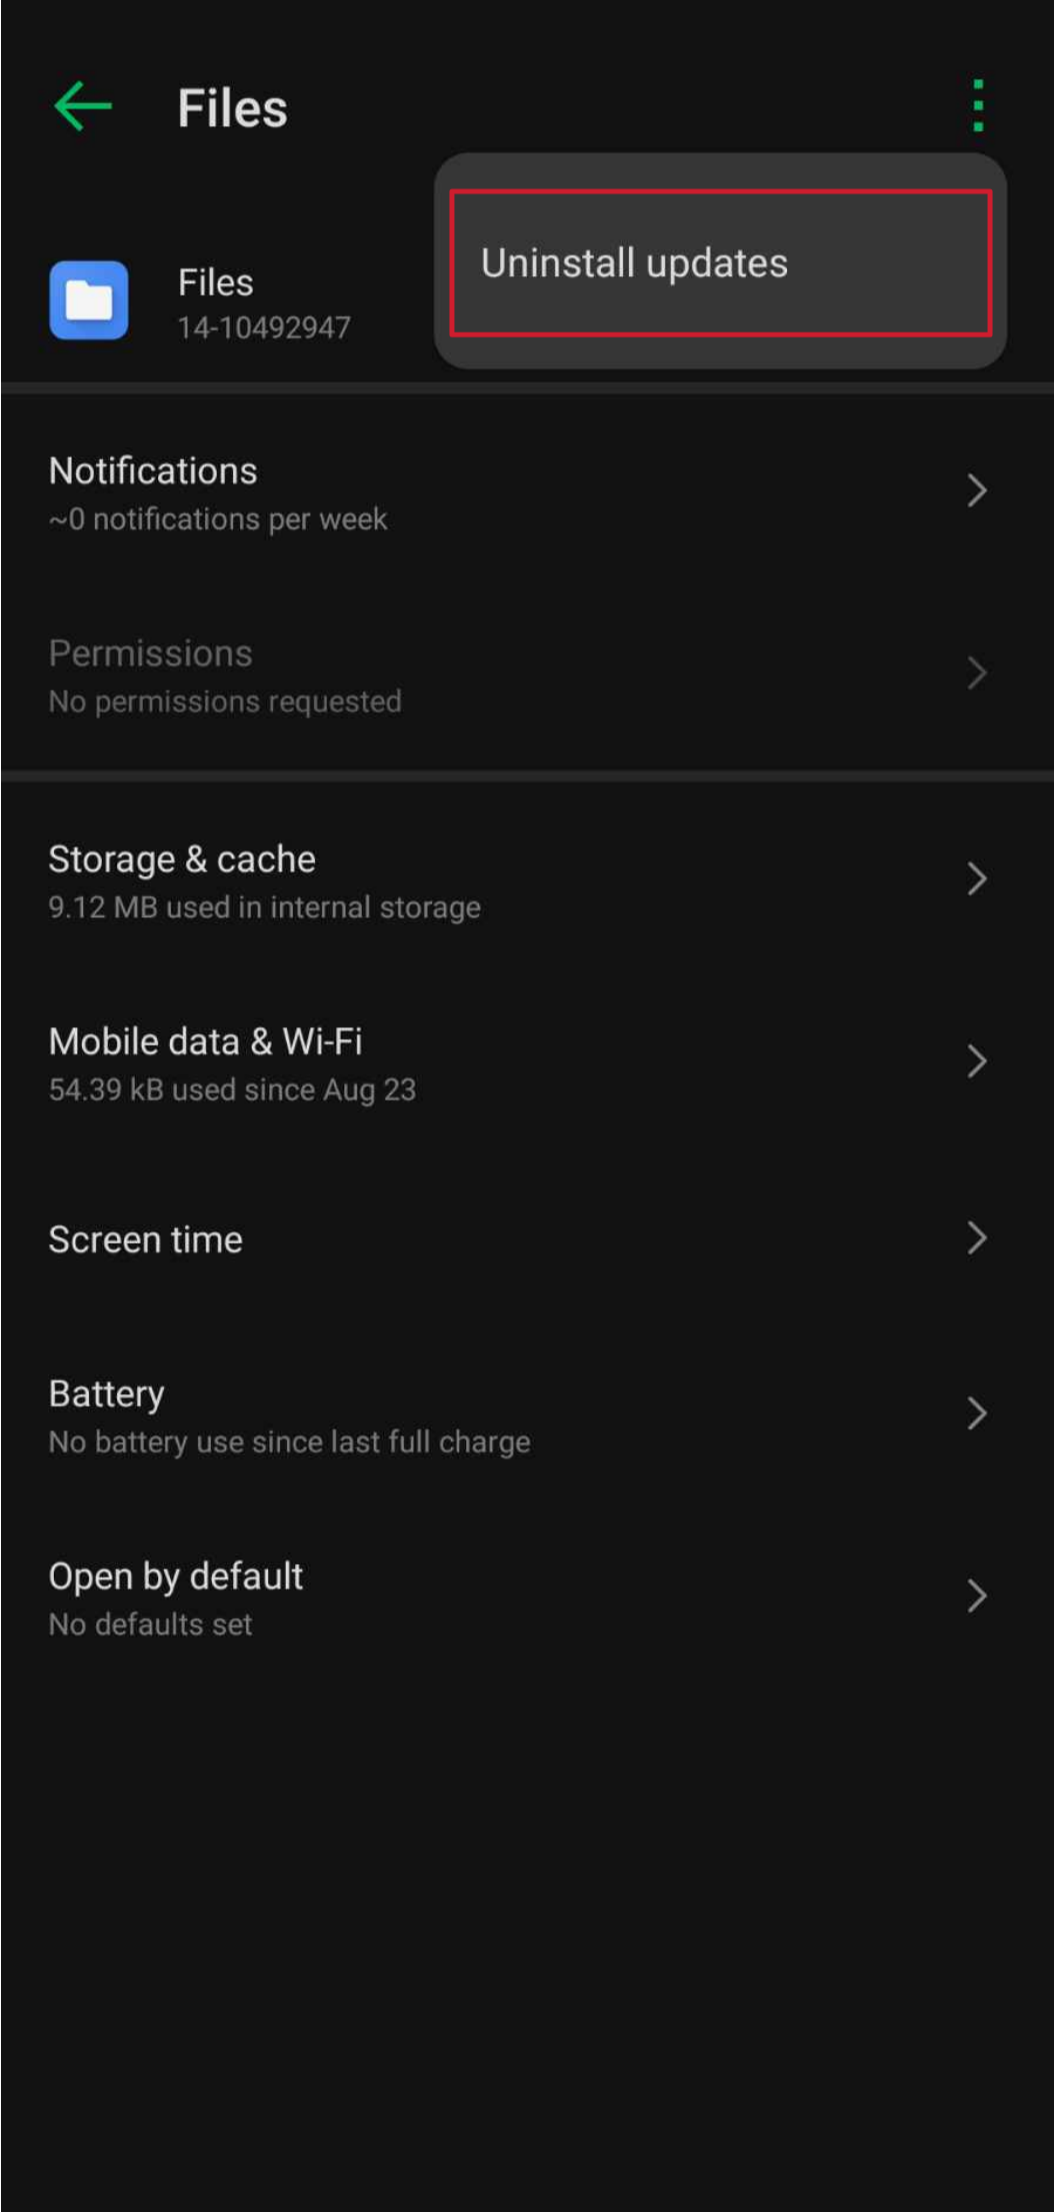 Files
Uninstall updates
Files
14-10492947
Notifications
~0 notifications per week
Permissions
No permissions requested
Storage & cache
9.12 MB used in internal storage
Mobile data & Wi-Fi
54.39 kB used since Aug 23
Screen time
Battery
No battery use since last full charge
Open by default
No defaults set